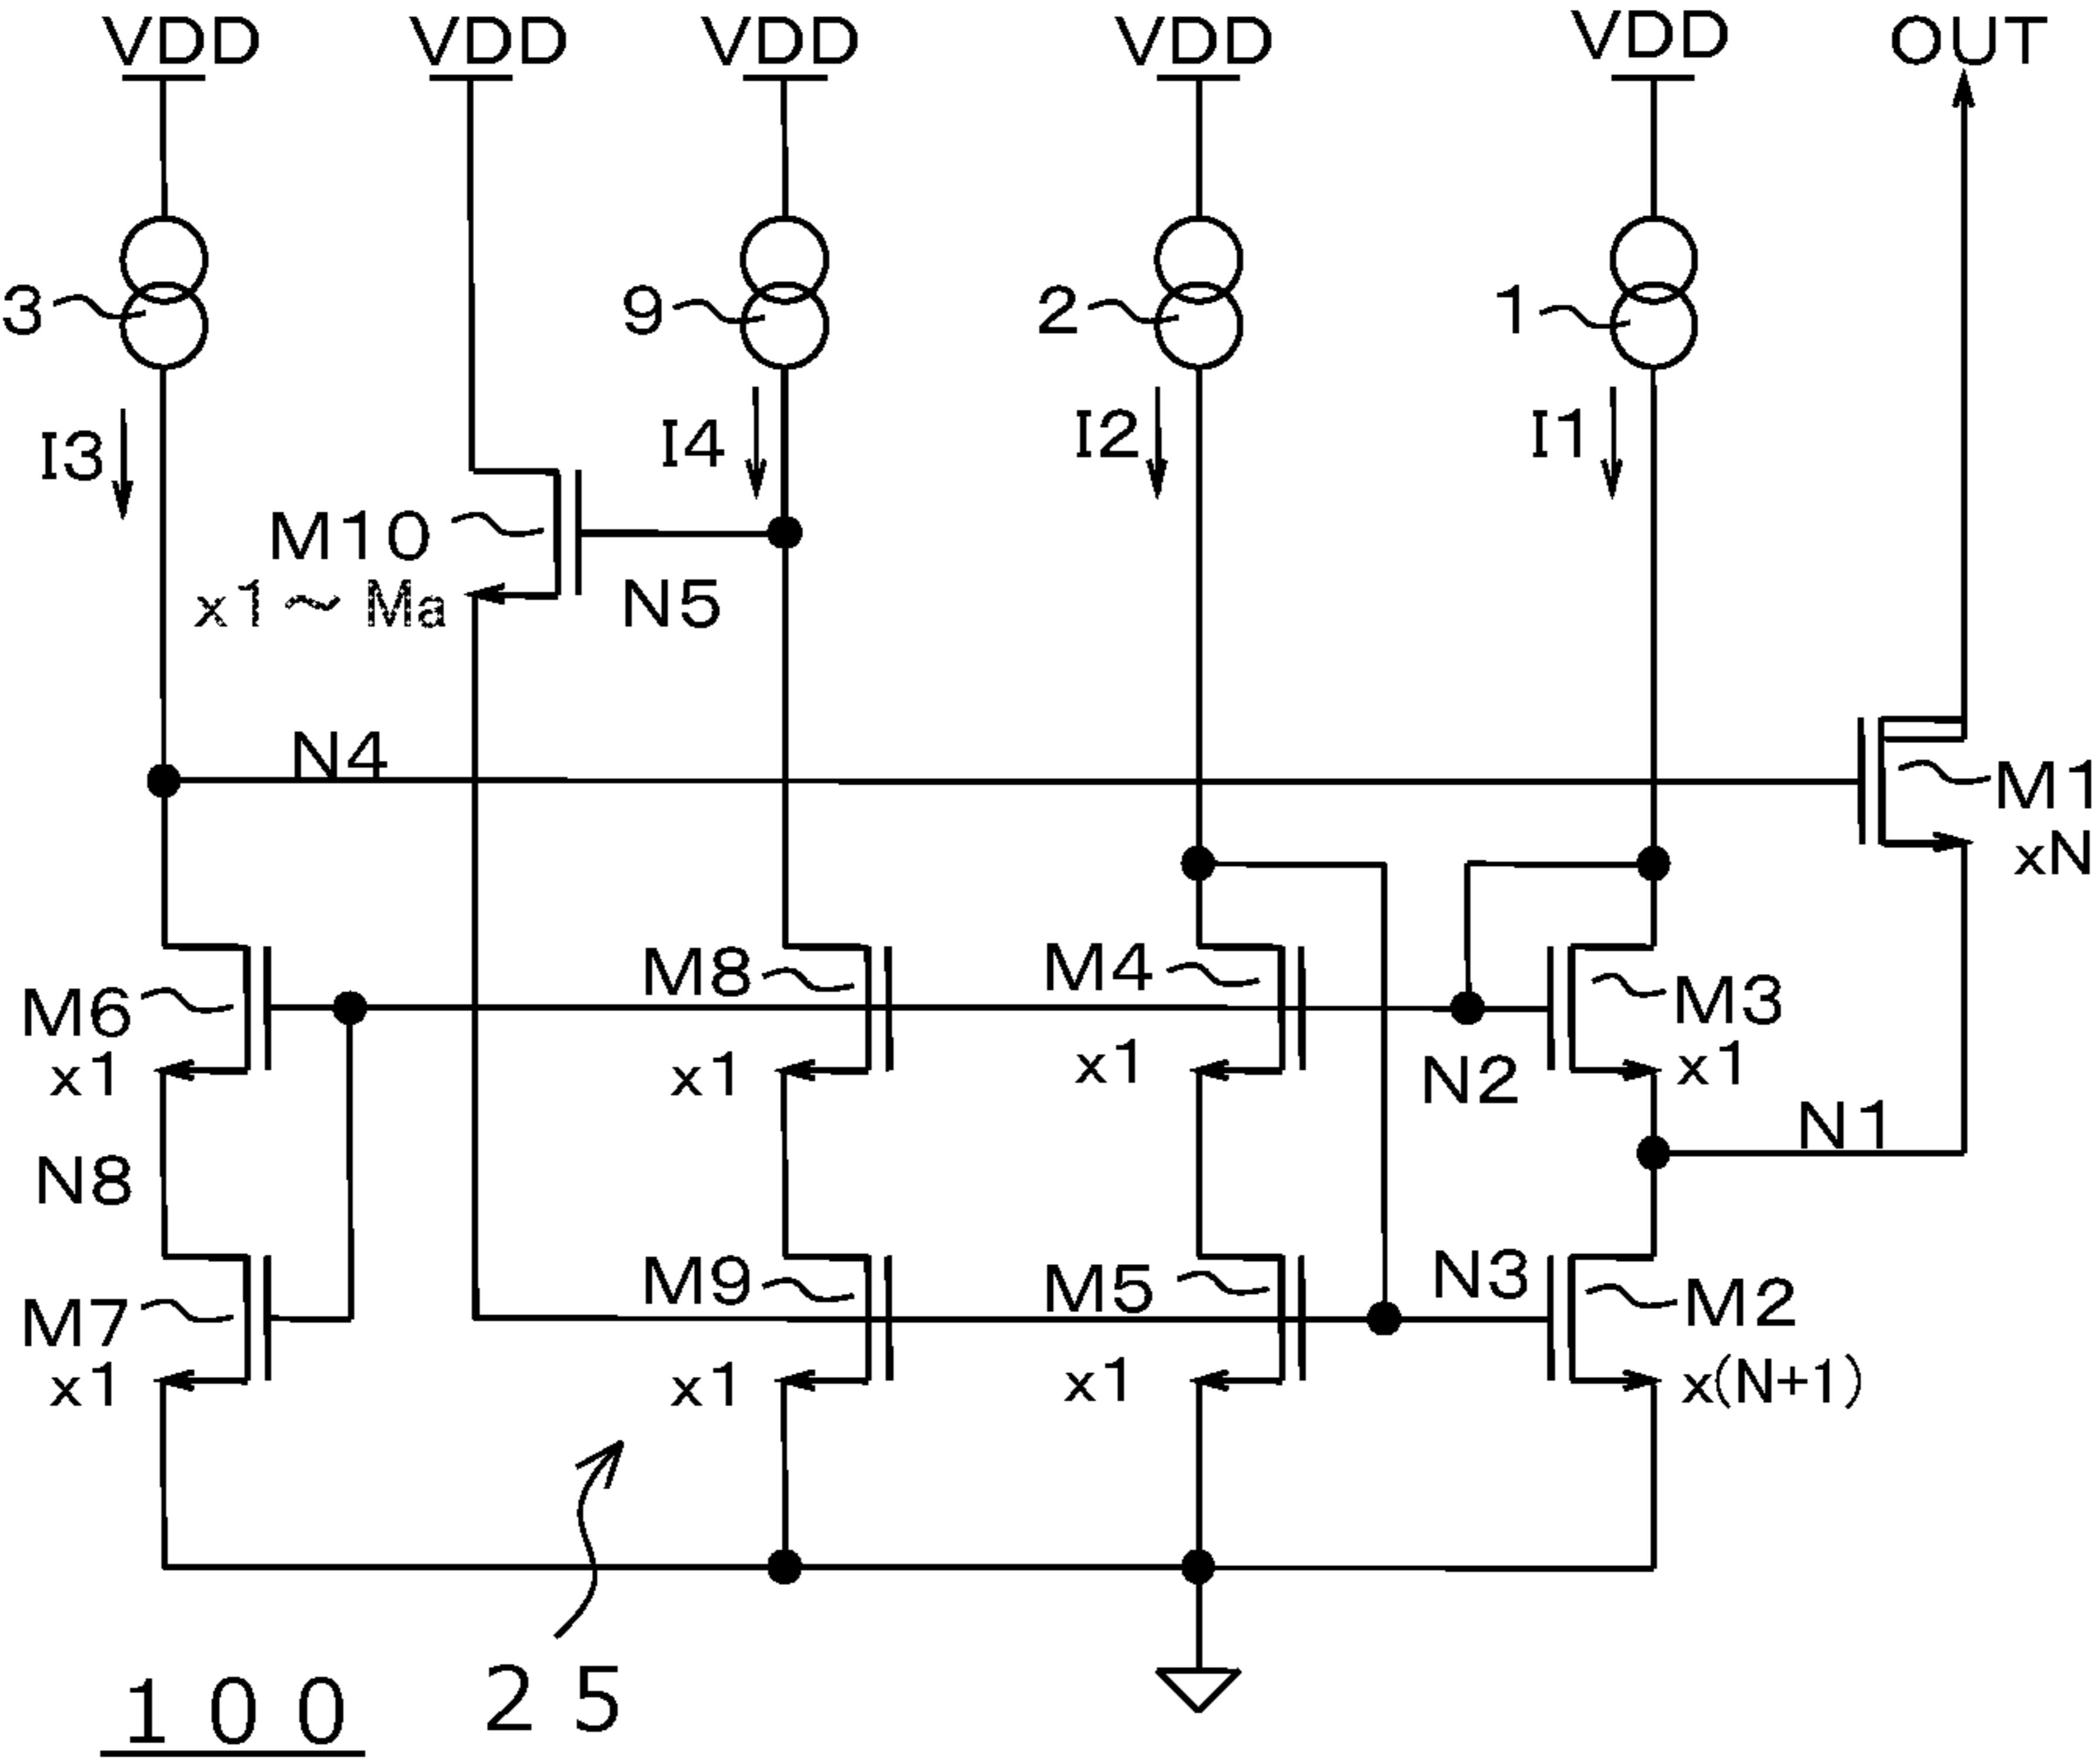 VDD VDD VDD VDD VDD OUT
3 9 2 1
I3 I4 I2 I1
M10
x1～Ma N5
N4 M1
xN
M6 M8 M4 M3
x1 x1 x1 N2 x1
N8 N1
M7 M9 M5 N3 M2
x1 x1 x1 x(N+1)
100 25